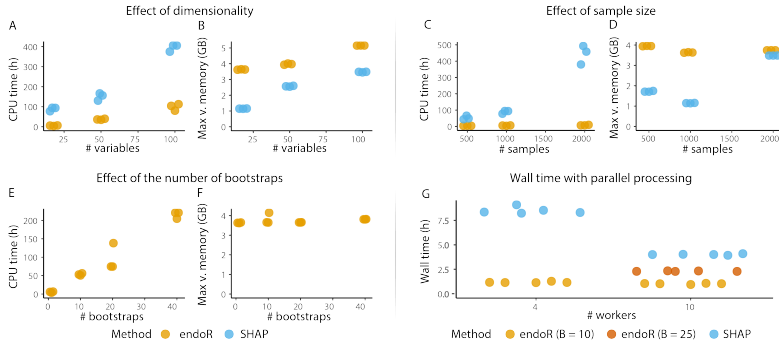 Effect of dimensionality
Effect of sample size
A
B
C
D
CPU time (h)
400
300
200
100
0
25
50
75
100
# variables
Max v. memory (GB)
5
4
3
2
1
0
25
50
75
100
# variables
CPU time (h)
500
400
300
200
100
0
500
1000
1500
2000
# samples
Max v. memory (GB)
4
3
2
1
0
500
1000
1500
2000
# samples
Effect of the number of bootstraps
Wall time with parallel processing
E
F
G
CPU time (h)
200
150
100
50
0
0
10
20
30
40
# bootstraps
Max v. memory (GB)
4
3
2
1
0
0
10
20
30
40
# bootstraps
Wall time (h)
7.5
5.0
2.5
0.0
4
10
# workers
Method endoR SHAP
Method endoR (B = 10) endoR (B = 25) SHAP